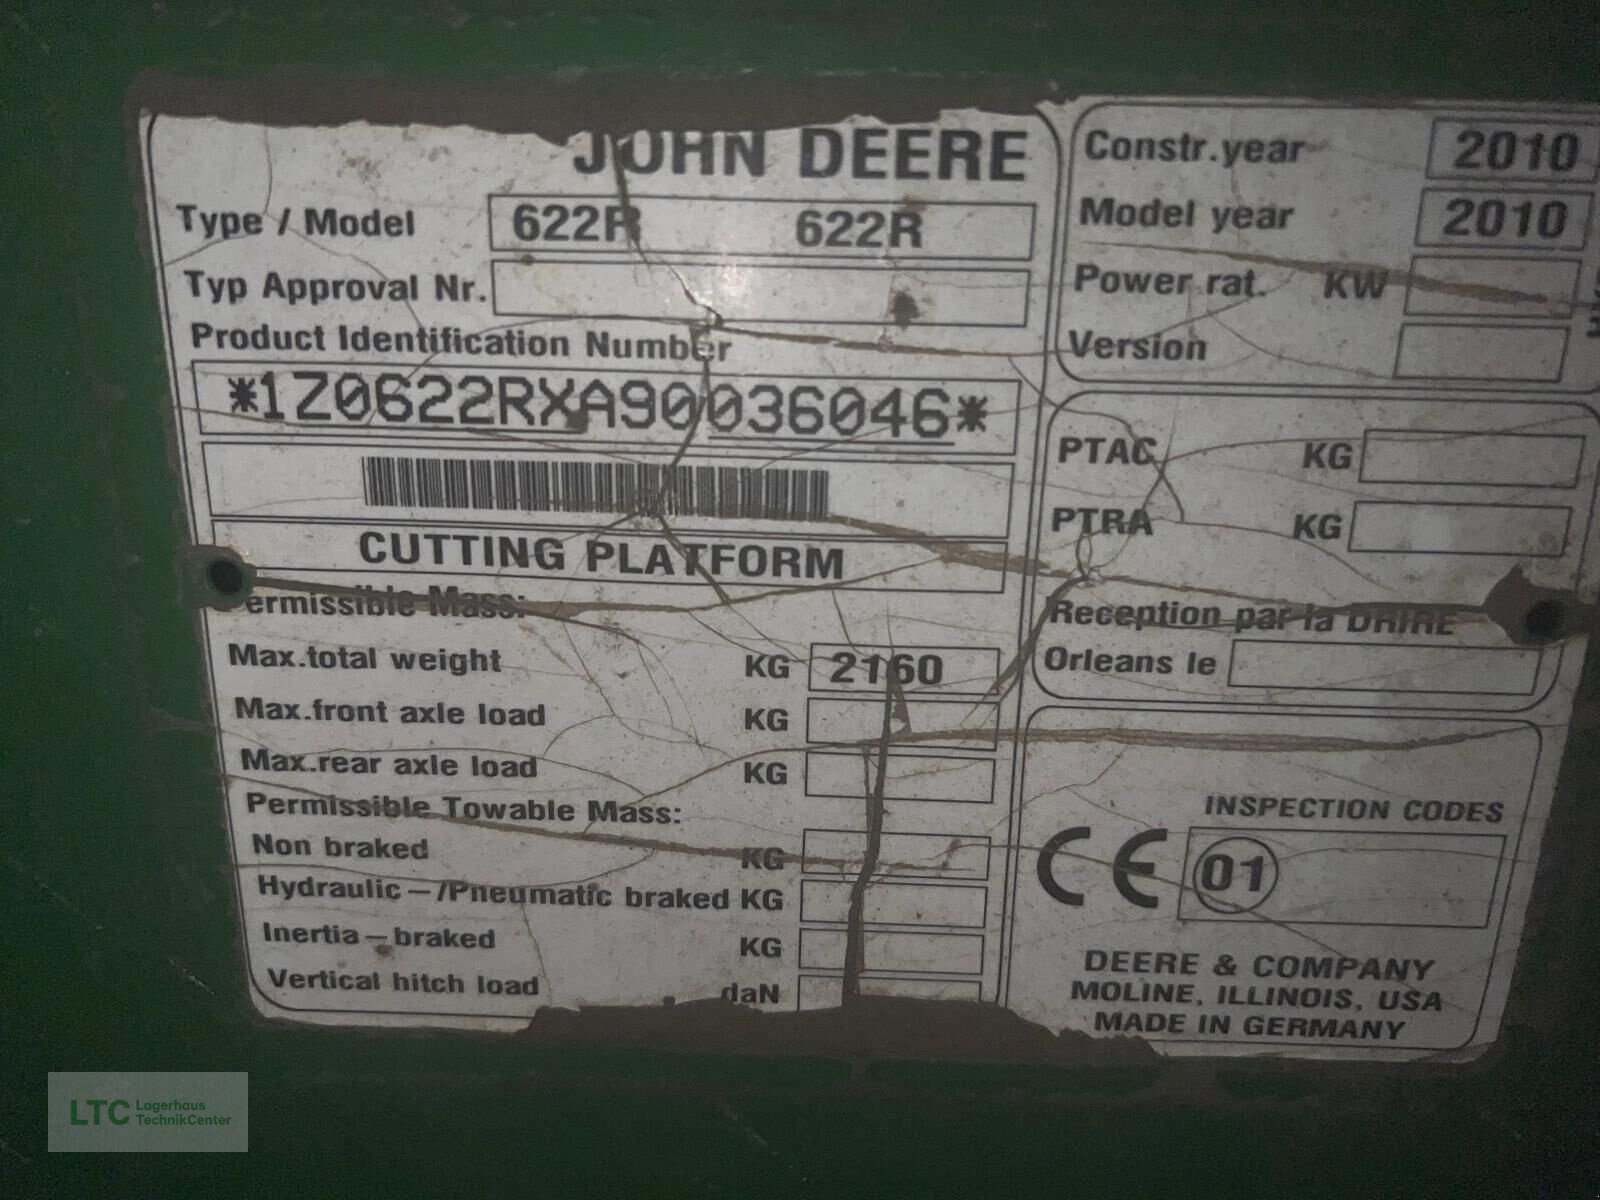 JOHN DEERE
Type / Model 622R 622R
Typ Approval Nr.
Product Identification Number
*1Z0622RXA90036046*
CUTTING PLATFORM
Permissible Mass:
Max.total weight KG 2160
Max.front axle load KG
Max.rear axle load KG
Permissible Towable Mass:
Non braked KG
Hydraulic-/Pneumatic braked KG
Inertia-braked KG
Vertical hitch load daN
Constr.year 2010
Model year 2010
Power rat. KW
Version
PTAC KG
PTRA KG
Reception par la DRIRE
Orleans le
INSPECTION CODES
CE 01
DEERE & COMPANY
MOLINE, ILLINOIS, USA
MADE IN GERMANY
LTC Lagerhaus
TechnikCenter